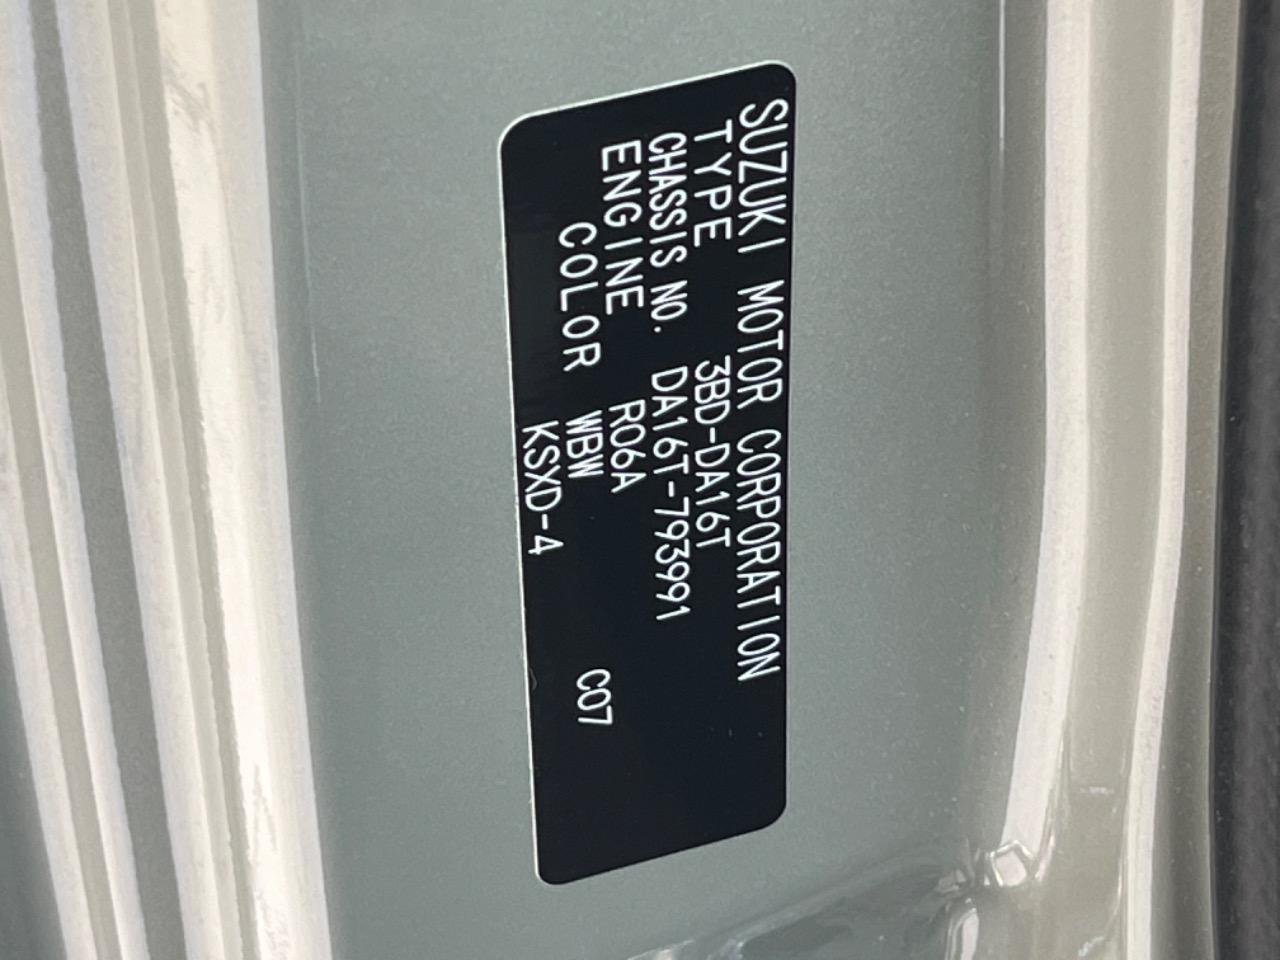 SUZUKI MOTOR CORPORATION
TYPE 3BD-DA16T
CHASSIS NO. DA16T-793991
ENGINE R06A
COLOR WBW C07
KSXD-4